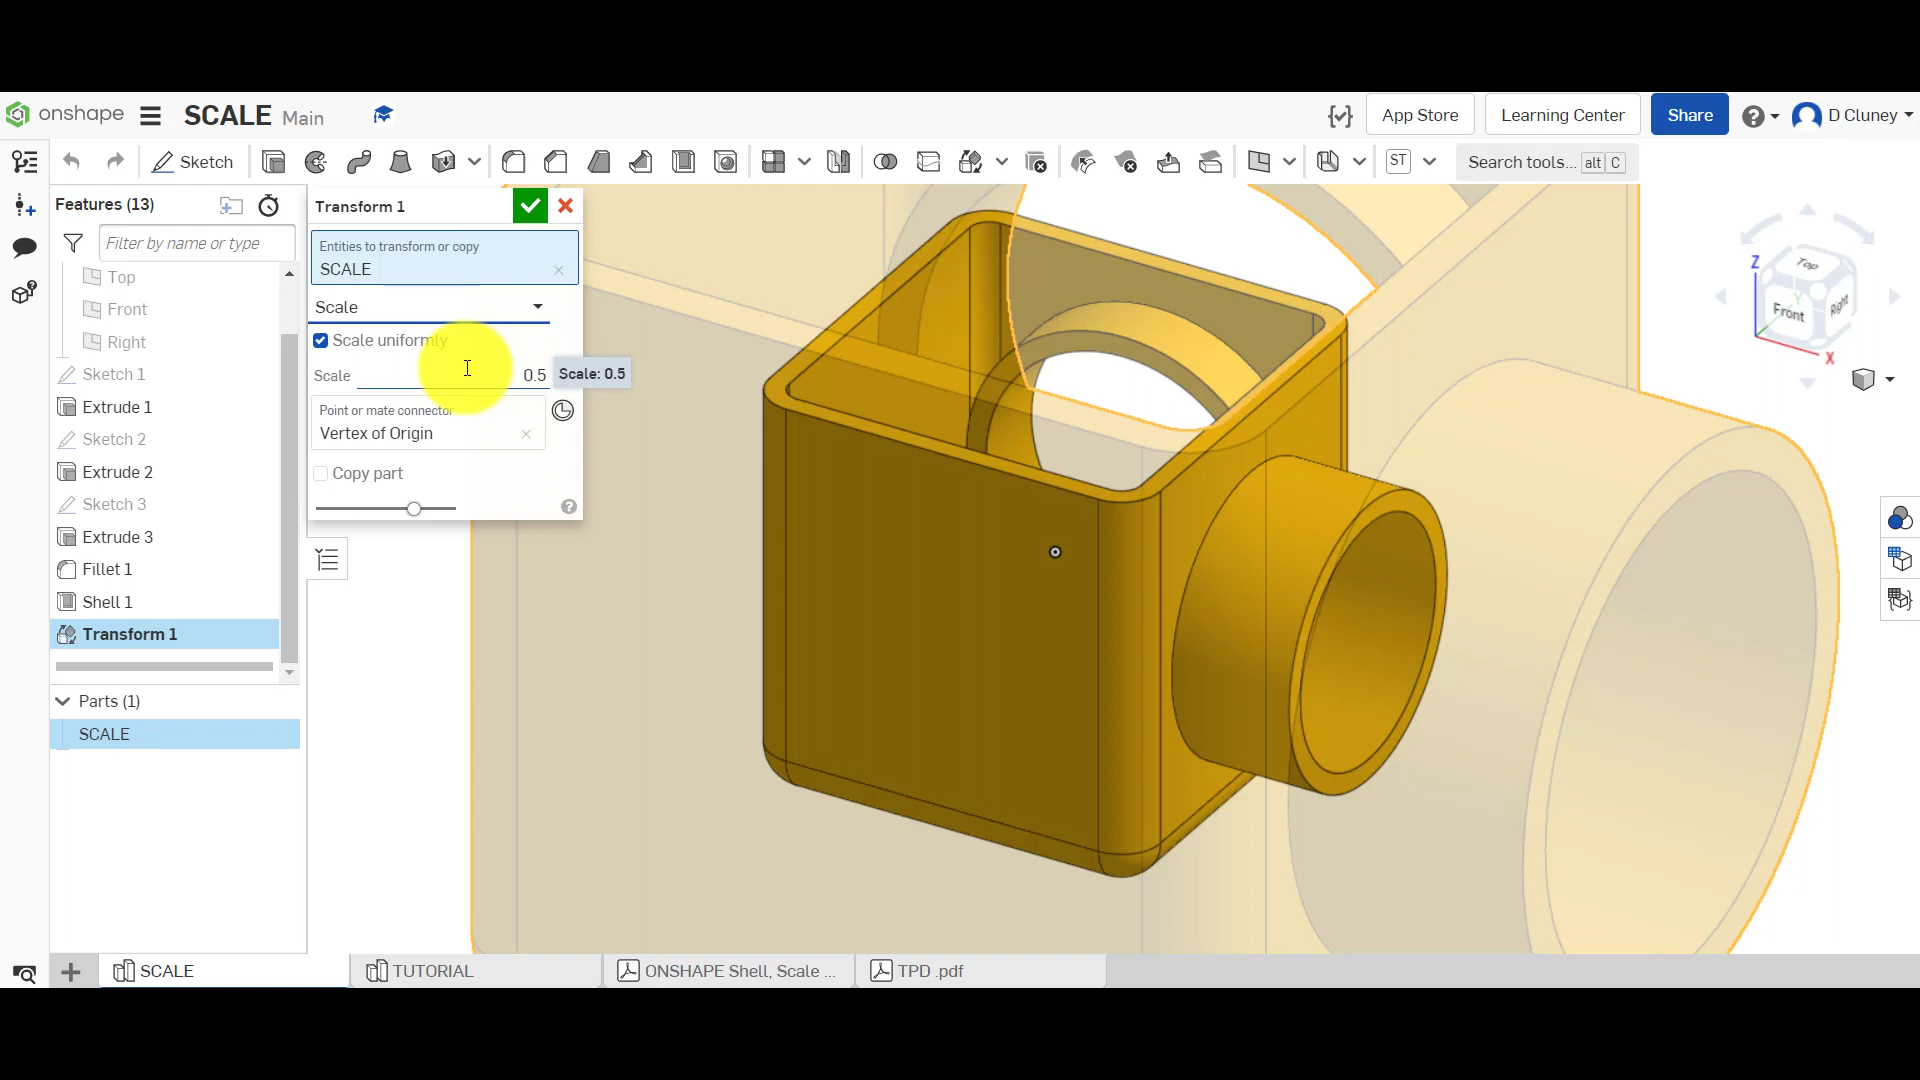 onshape SCALE Main App Store Learning Center Share D Cluney
Sketch ST Search tools... alt C
Features (13)
Filter by name or type
Top
Front
Right
Sketch 1
Extrude 1
Sketch 2
Extrude 2
Sketch 3
Extrude 3
Fillet 1
Shell 1
Transform 1
Parts (1)
SCALE
Transform 1
Entities to transform or copy
SCALE
Scale
Scale uniformly
Scale 0.5
Scale: 0.5
Point or mate connector
Vertex of Origin
Copy part
Z
Top
Y
Front
Right
X
SCALE TUTORIAL ONSHAPE Shell, Scale ... TPD .pdf